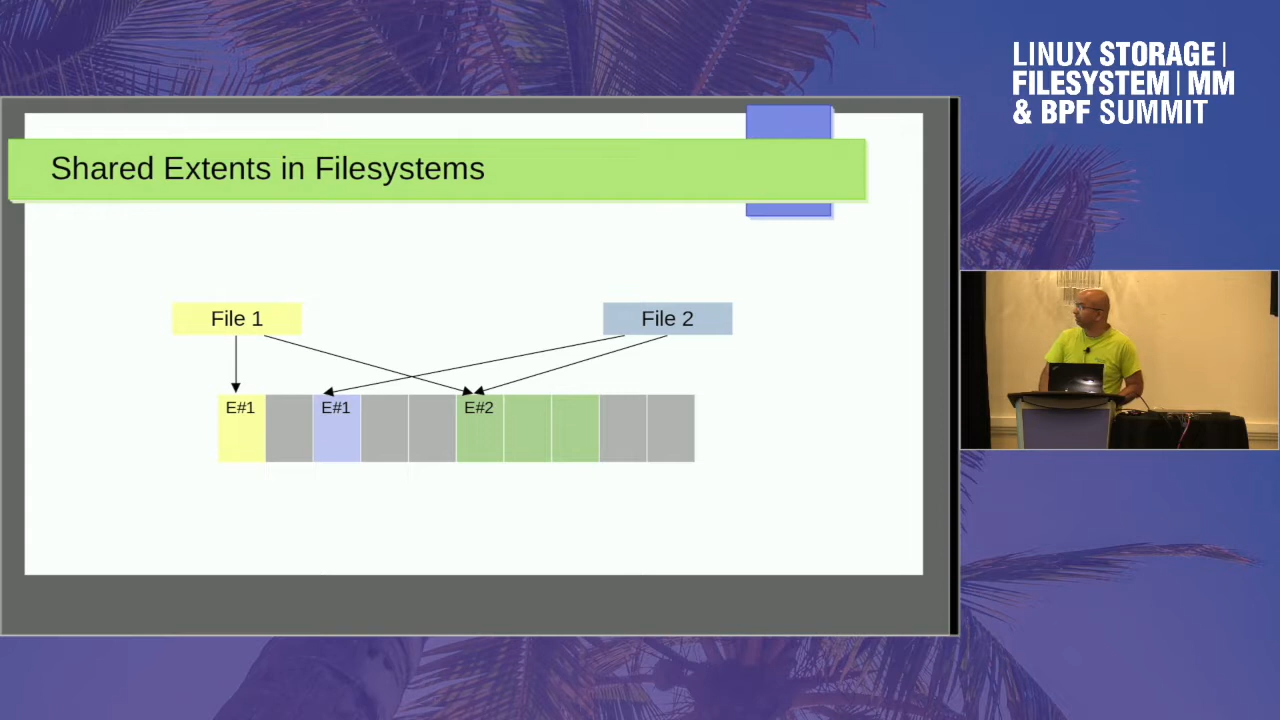 LINUX STORAGE |
FILESYSTEM | MM
& BPF SUMMIT
Shared Extents in Filesystems
File 1
File 2
E#1
E#1
E#2